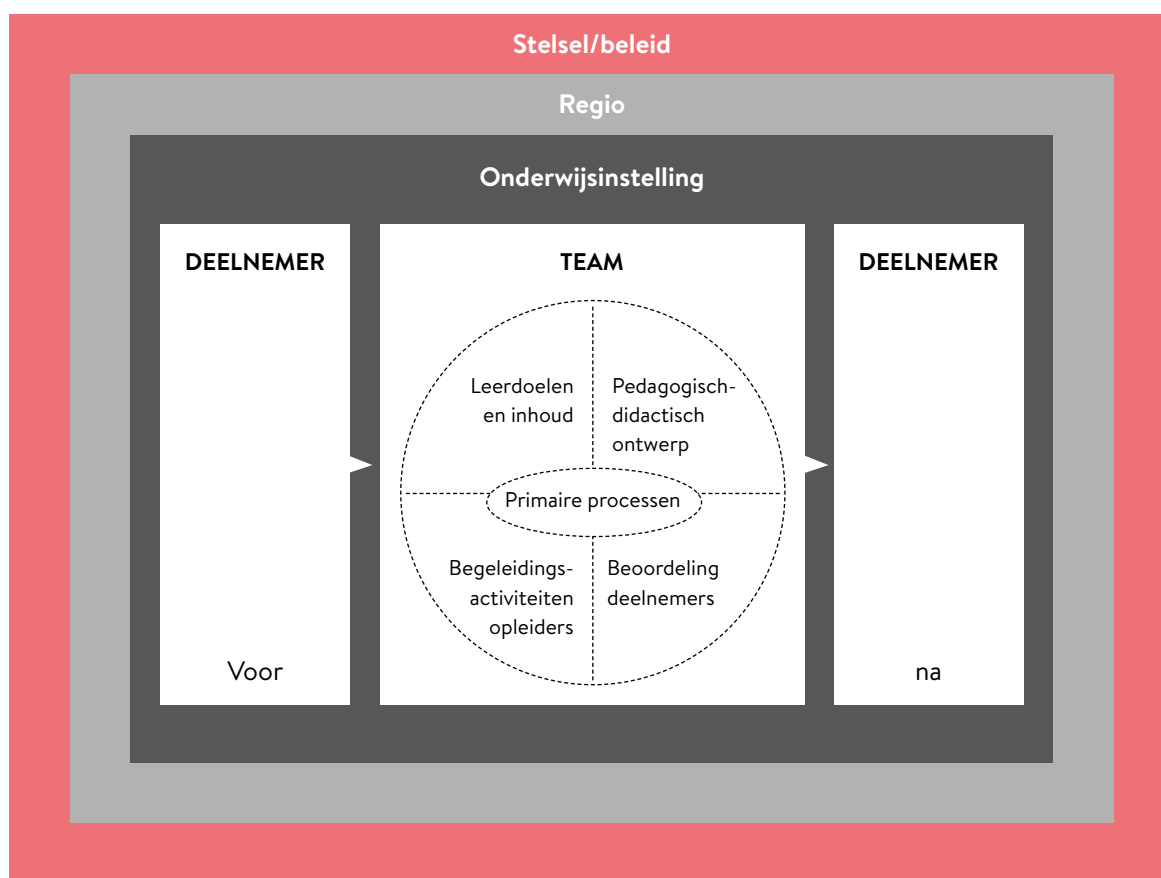 Stelsel/beleid
Regio
Onderwijsinstelling
DEELNEMER
Voor
TEAM
Leerdoelen
en inhoud
Pedagogisch-
didactisch
ontwerp
Primaire processen
Begeleidings-
activiteiten
opleiders
Beoordeling
deelnemers
DEELNEMER
na